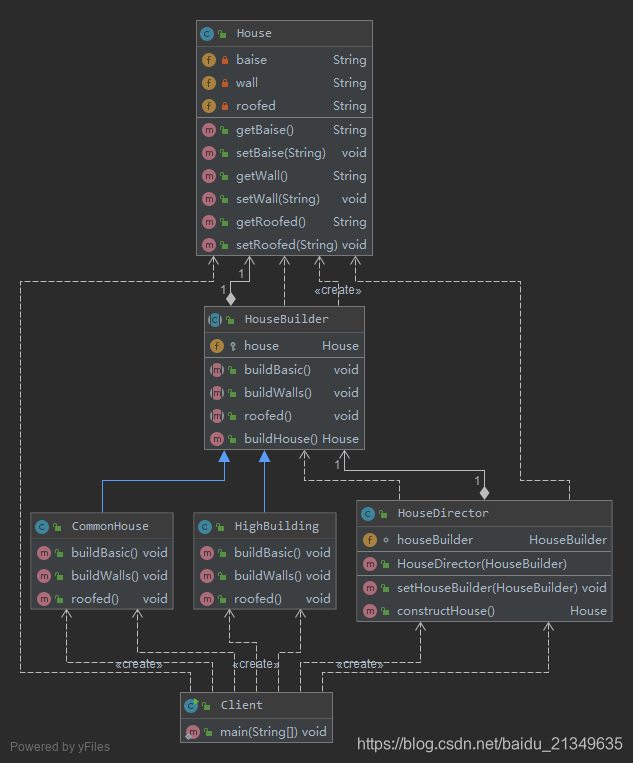 House
baise String
wall String
roofed String
getBaise() String
setBaise(String) void
getWall() String
setWall(String) void
getRoofed() String
setRoofed(String) void
1
1
«create»
HouseBuilder
house House
buildBasic() void
buildWalls() void
roofed() void
buildHouse() House
1
1
CommonHouse
buildBasic() void
buildWalls() void
roofed() void
HighBuilding
buildBasic() void
buildWalls() void
roofed() void
HouseDirector
houseBuilder HouseBuilder
HouseDirector(HouseBuilder)
setHouseBuilder(HouseBuilder) void
constructHouse() House
«create» «create» «create»
Client
main(String[]) void
Powered by yFiles
https://blog.csdn.net/baidu_21349635